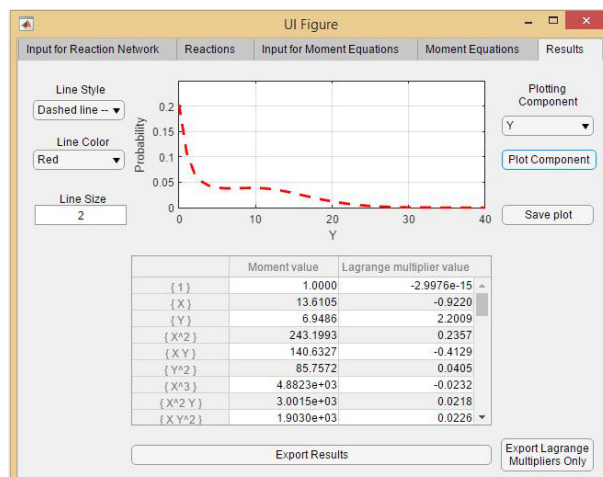 UI Figure
Input for Reaction Network
Reactions
Input for Moment Equations
Moment Equations
Results
Line Style
Dashed line --
Line Color
Red
Line Size
2
Probability
0.2
0.15
0.1
0.05
0
0
10
20
30
40
Y
Plotting
Component
Y
Plot Component
Save plot
Moment value Lagrange multiplier value
{ 1 } 1.0000 -2.9976e-15
{ X } 13.6105 -0.9220
{ Y } 6.9486 2.2009
{ X^2 } 243.1993 0.2357
{ X Y } 140.6327 -0.4129
{ Y^2 } 85.7572 0.0405
{ X^3 } 4.8823e+03 -0.0232
{ X^2 Y } 3.0015e+03 0.0218
{ X Y^2 } 1.9030e+03 0.0226
Export Results
Export Lagrange
Multipliers Only